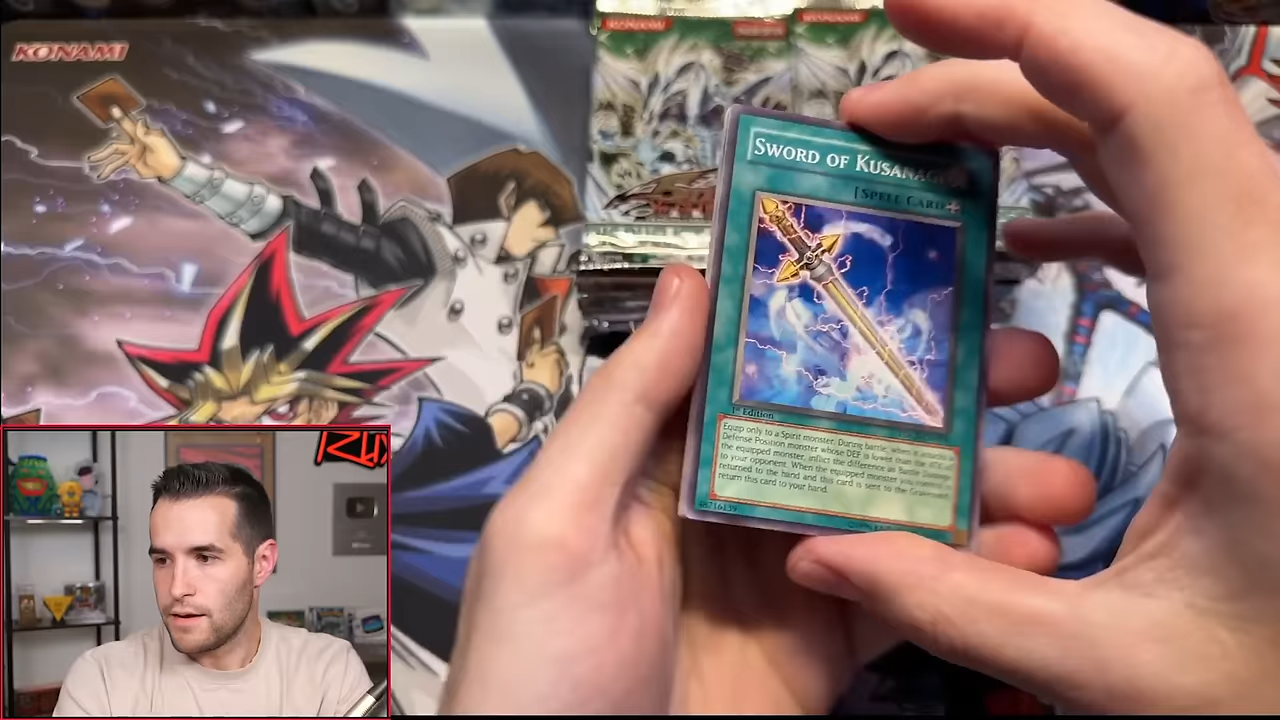 KONAMI
KONAMI
KONAMI
SWORD OF KUSANAGI
[SPELL CARD
1st Edition
Equip only to a Spirit monster. During battle, when it attacks a
Defense Position monster whose DEF is lower than the ATK of
the equipped monster, inflict the difference as Battle Damage
to your opponent. When the equipped monster you control is
returned to the hand and this card is sent to the Graveyard,
return this card to your hand.